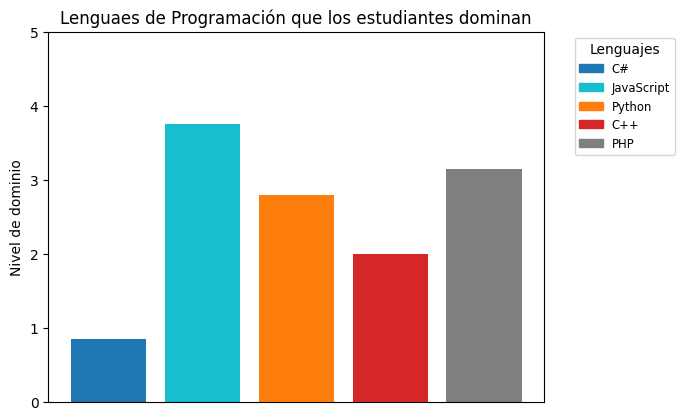 Lenguaes de Programación que los estudiantes dominan
Nivel de dominio
5
4
3
2
1
0
Lenguajes
C#
JavaScript
Python
C++
PHP